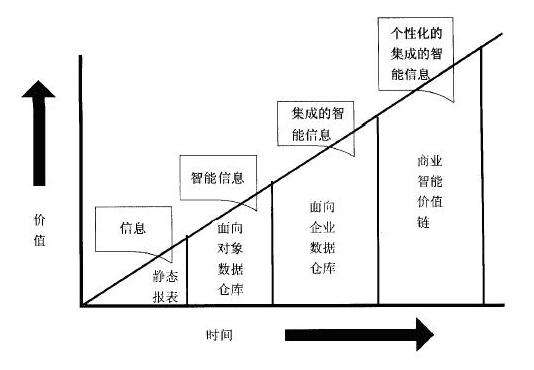 个性化的
集成的智
能信息
集成的智
能信息
智能信息
信息
价
值
静态
报表
面向
对象
数据
仓库
面向
企业
数据
仓库
商业
智能
价值
链
时间